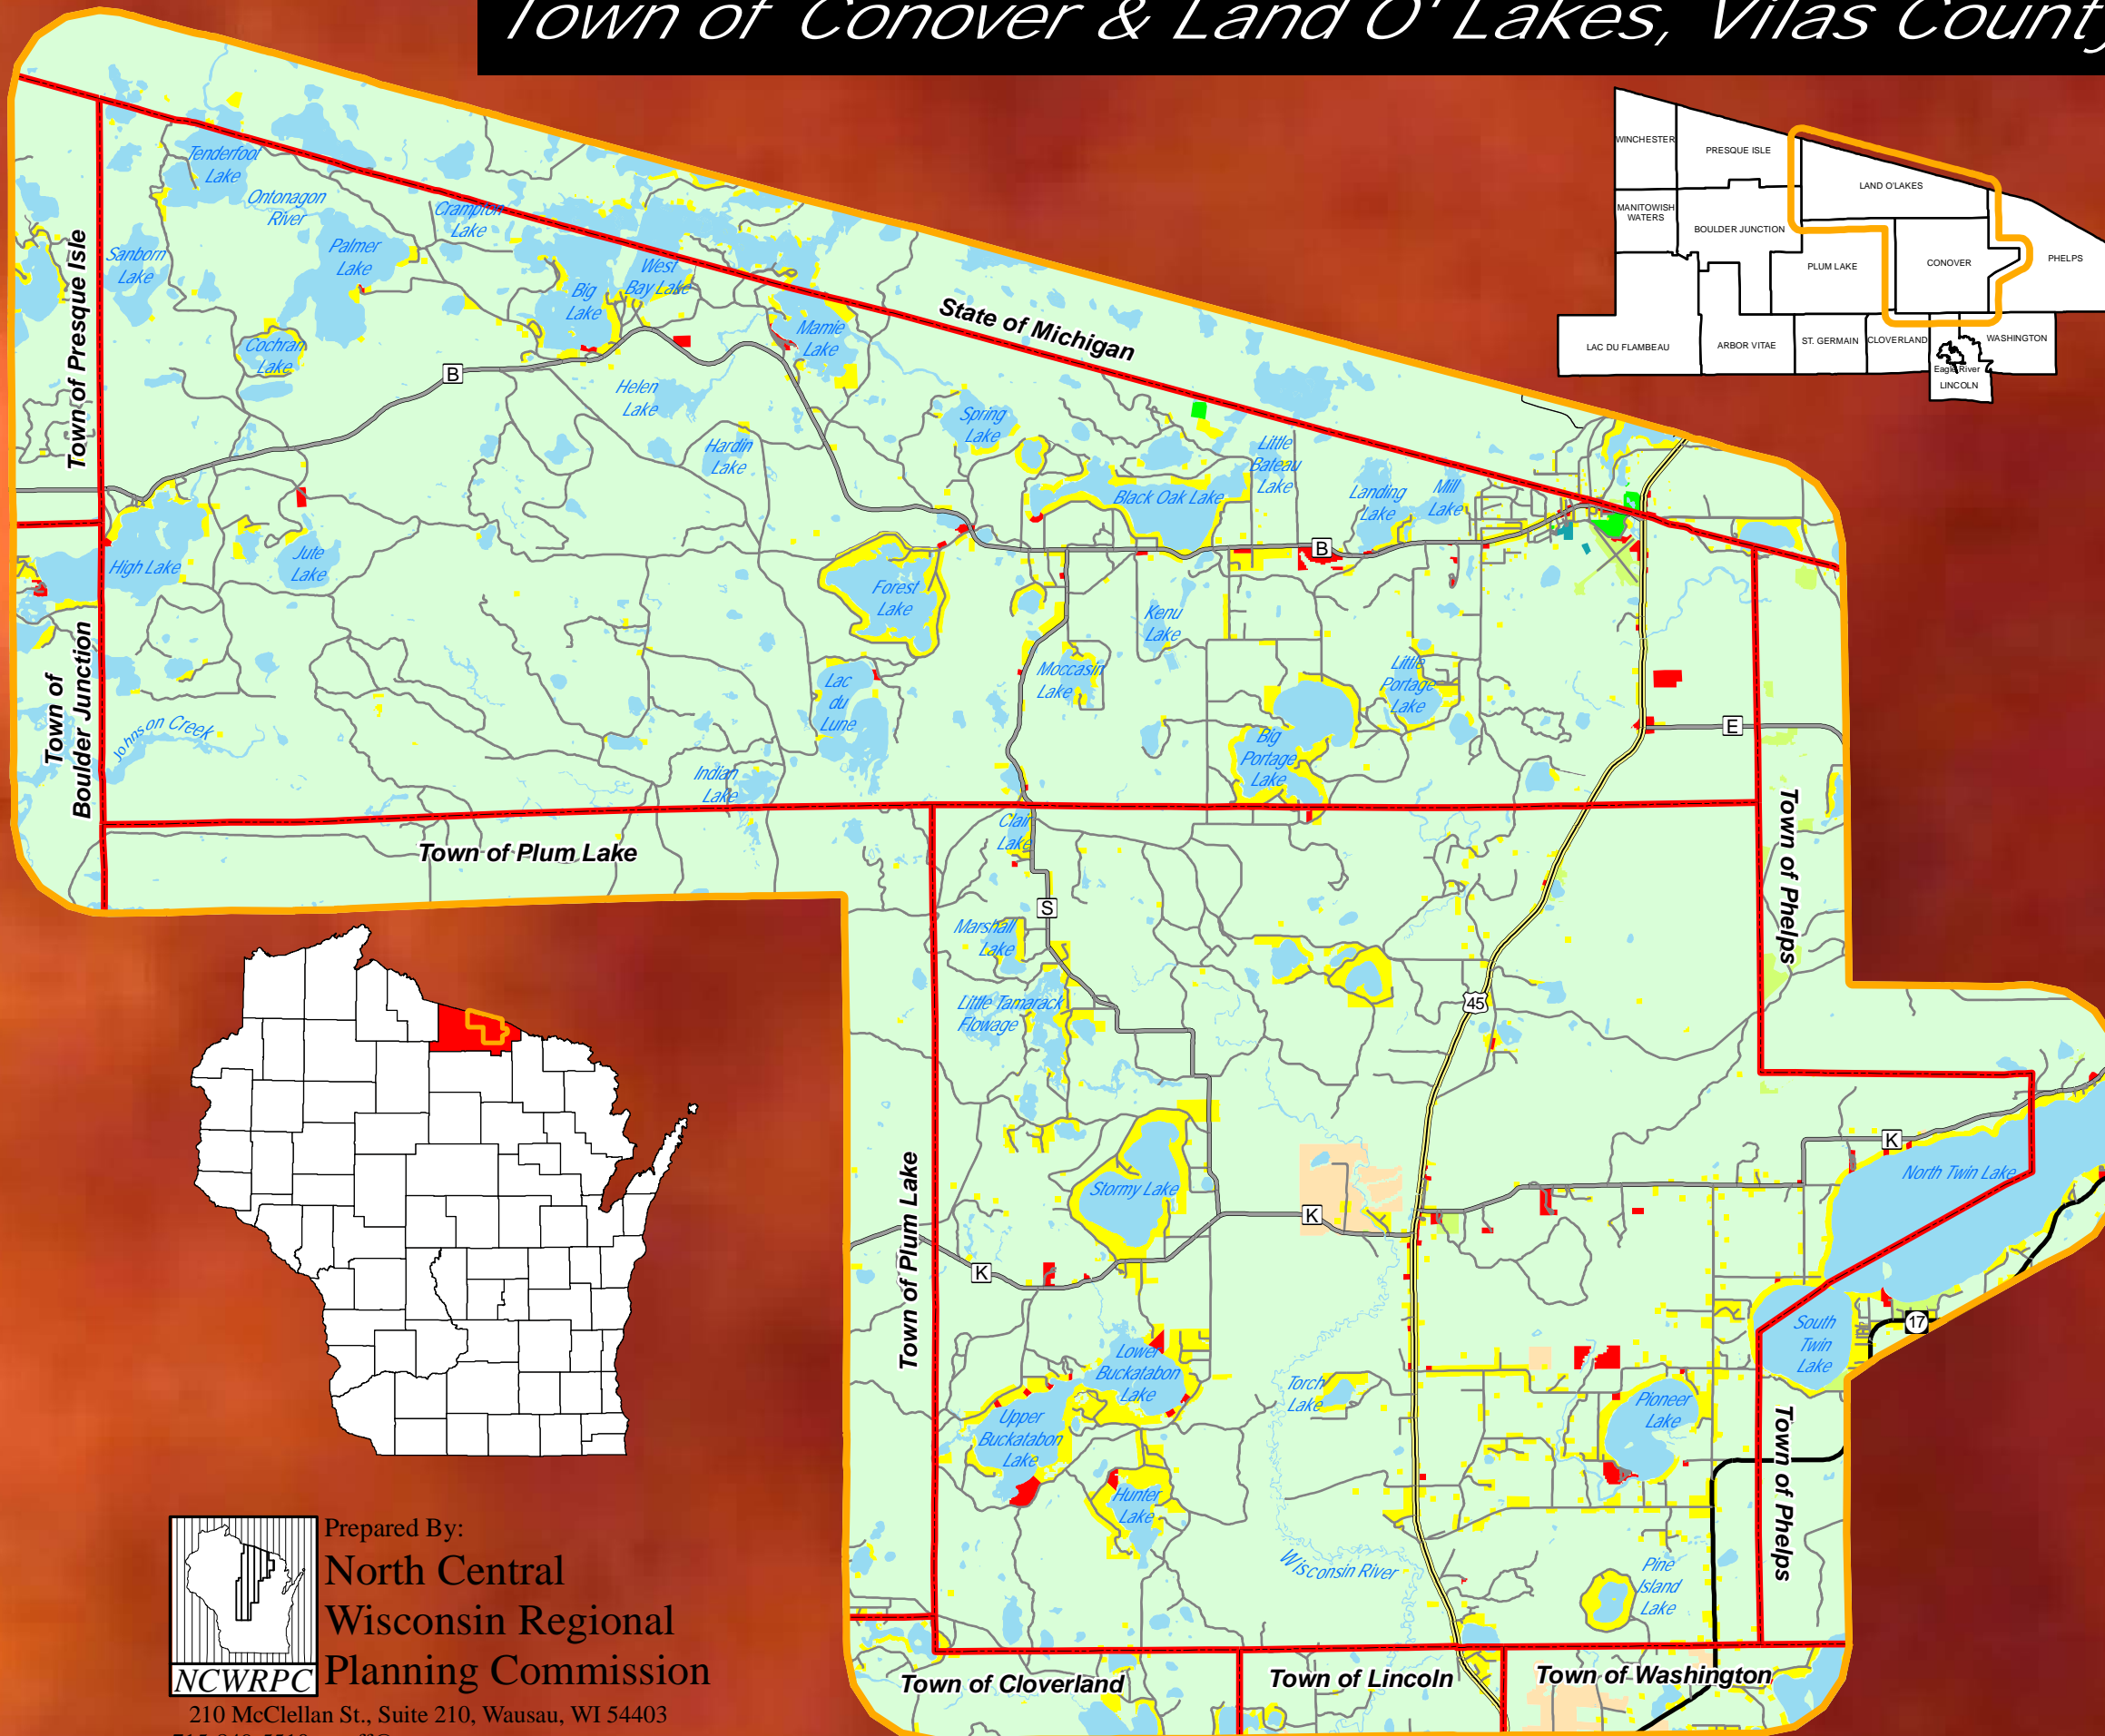 Town of Conover & Land O' Lakes, Vilas County
WINCHESTER
PRESQUE ISLE
LAND O'LAKES
MANITOWISH
WATERS
BOULDER JUNCTION
PLUM LAKE
CONOVER
PHELPS
LAC DU FLAMBEAU
ARBOR VITAE
ST. GERMAIN
CLOVERLAND
WASHINGTON
Eagle River
LINCOLN
Tenderfoot
Lake
Ontonagon
River
Crampton
Lake
Sanborn
Lake
Palmer
Lake
West
Bay Lake
Big
Lake
Mamie
Lake
State of Michigan
Town of Presque Isle
Cochran
Lake
B
Helen
Lake
Hardin
Lake
Spring
Lake
Little
Bateau
Lake
Black Oak Lake
Landing
Lake
Mill
Lake
B
High Lake
Jute
Lake
Forest
Lake
Kenu
Lake
Moccasin
Lake
Little
Portage
Lake
Lac
du
Lune
Big
Portage
Lake
E
Town of
Boulder Junction
Johnson Creek
Indian
Lake
Town of Plum Lake
Clair
Lake
Town of Phelps
S
Marshall
Lake
Little Tamarack
Flowage
45
Stormy Lake
K
K
North Twin Lake
Town of Plum Lake
K
17
South
Twin
Lake
Lower
Buckatabon
Lake
Torch
Lake
Pioneer
Lake
Upper
Buckatabon
Lake
Hunter
Lake
Town of Phelps
Wisconsin River
Pine
Island
Lake
Town of Cloverland
Town of Lincoln
Town of Washington
Prepared By:
North Central
Wisconsin Regional
Planning Commission
NCWRPC
210 McClellan St., Suite 210, Wausau, WI 54403